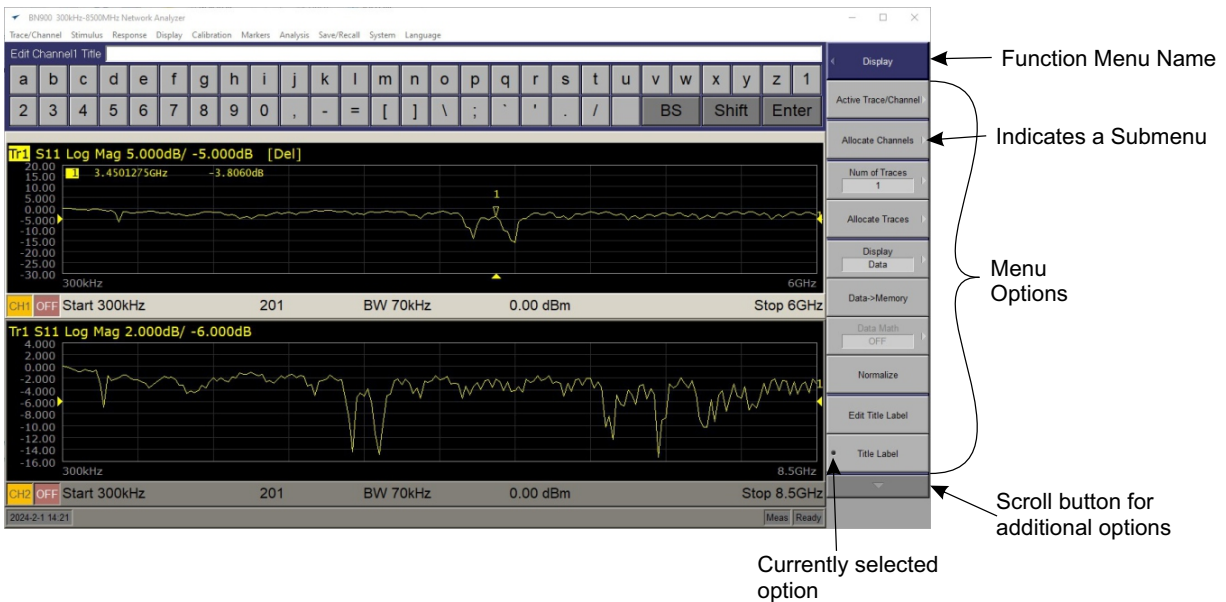 BN900 300kHz-8500MHz Network Analyzer
Trace/Channel Stimulus Response Display Calibration Markers Analysis Save/Recall System Language
Edit Channel1 Title
a b c d e f g h i j k l m n o p q r s t u v w x y z 1
2 3 4 5 6 7 8 9 0 , - = [ ] \ ; ` ' . / BS Shift Enter
Tr1 S11 Log Mag 5.000dB/ -5.000dB [Del]
1 3.4501275GHz -3.8060dB
20.00
15.00
10.00
5.000
0.000
-5.000
-10.00
-15.00
-20.00
-25.00
-30.00
1
1
300kHz 6GHz
CH1 OFF Start 300kHz 201 BW 70kHz 0.00 dBm Stop 6GHz
Tr1 S11 Log Mag 2.000dB/ -6.000dB
4.000
2.000
0.000
-2.000
-4.000
-6.000
-8.000
-10.00
-12.00
-14.00
-16.00
1
300kHz 8.5GHz
CH2 OFF Start 300kHz 201 BW 70kHz 0.00 dBm Stop 8.5GHz
2024-2-1 14:21 Meas Ready
Display
Active Trace/Channel
Allocate Channels
Num of Traces
1
Allocate Traces
Display
Data
Data->Memory
Data Math
OFF
Normalize
Edit Title Label
Title Label
Function Menu Name
Indicates a Submenu
Menu
Options
Scroll button for
additional options
Currently selected
option